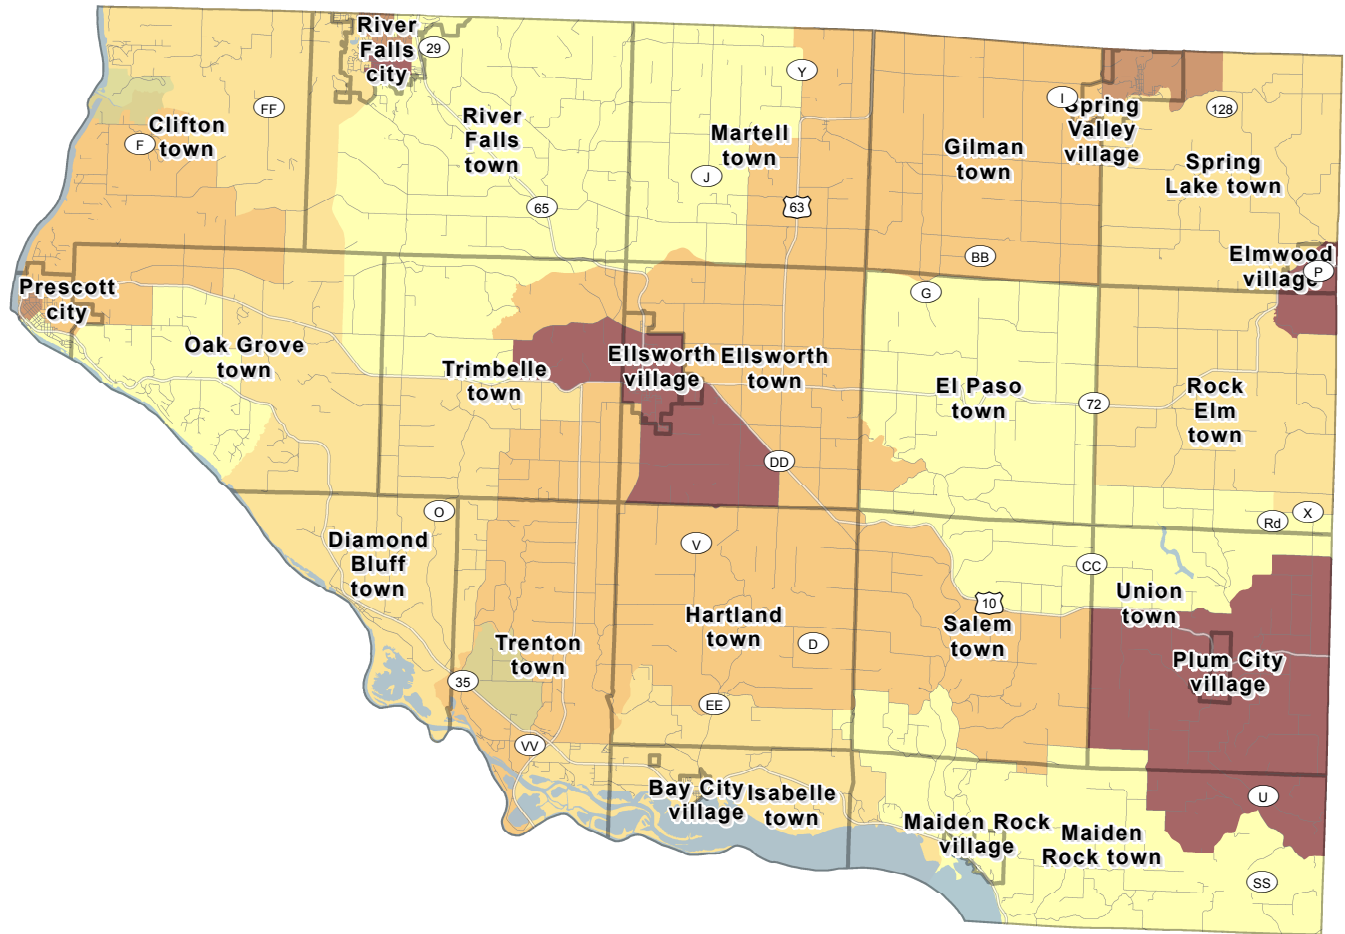 River
Falls
city
29
Y
FF
I
128
Clifton
town
F
River
Falls
town
Martell
town
Spring
Valley
village
Gilman
town
J
Spring
Lake town
65
63
BB
Elmwood
village
P
Prescott
city
G
Oak Grove
town
Trimbelle
town
Ellsworth
village
Ellsworth
town
El Paso
town
72
Rock
Elm
town
DD
O
V
X
Rd
Diamond
Bluff
town
CC
Union
town
10
Hartland
town
D
Salem
town
Trenton
town
Plum City
village
35
EE
VV
Bay City
village
Isabelle
town
U
Maiden Rock
village
Maiden
Rock town
SS